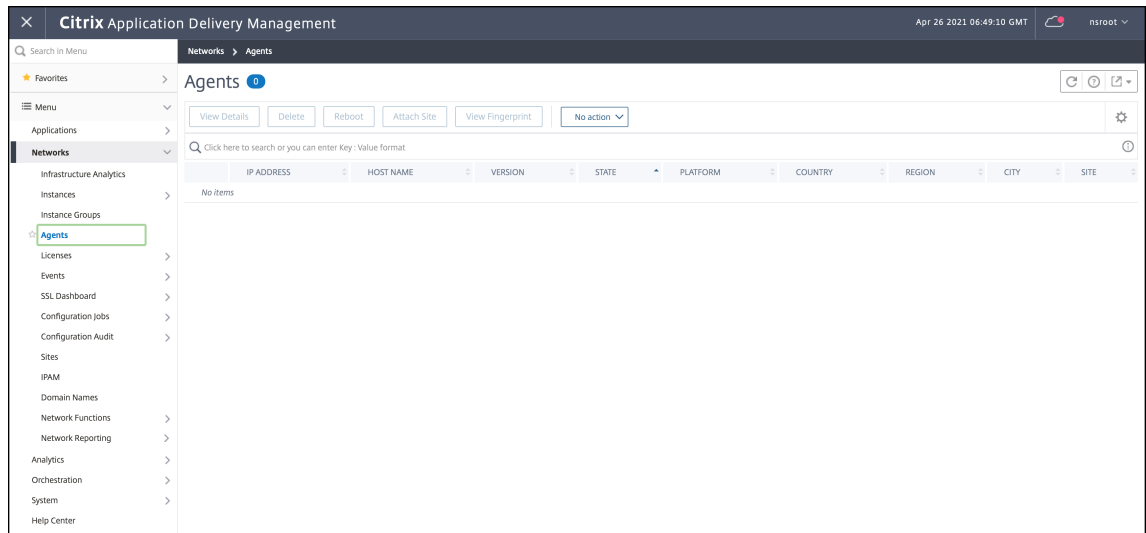 Citrix Application Delivery Management
Apr 26 2021 06:49:10 GMT
nsroot
Search in Menu
Networks > Agents
Favorites
Agents 0
Menu
View Details Delete Reboot Attach Site View Fingerprint No action
Applications
Networks
Click here to search or you can enter Key : Value format
Infrastructure Analytics
IP ADDRESS HOST NAME VERSION STATE PLATFORM COUNTRY REGION CITY SITE
Instances
No items
Instance Groups
Agents
Licenses
Events
SSL Dashboard
Configuration Jobs
Configuration Audit
Sites
IPAM
Domain Names
Network Functions
Network Reporting
Analytics
Orchestration
System
Help Center